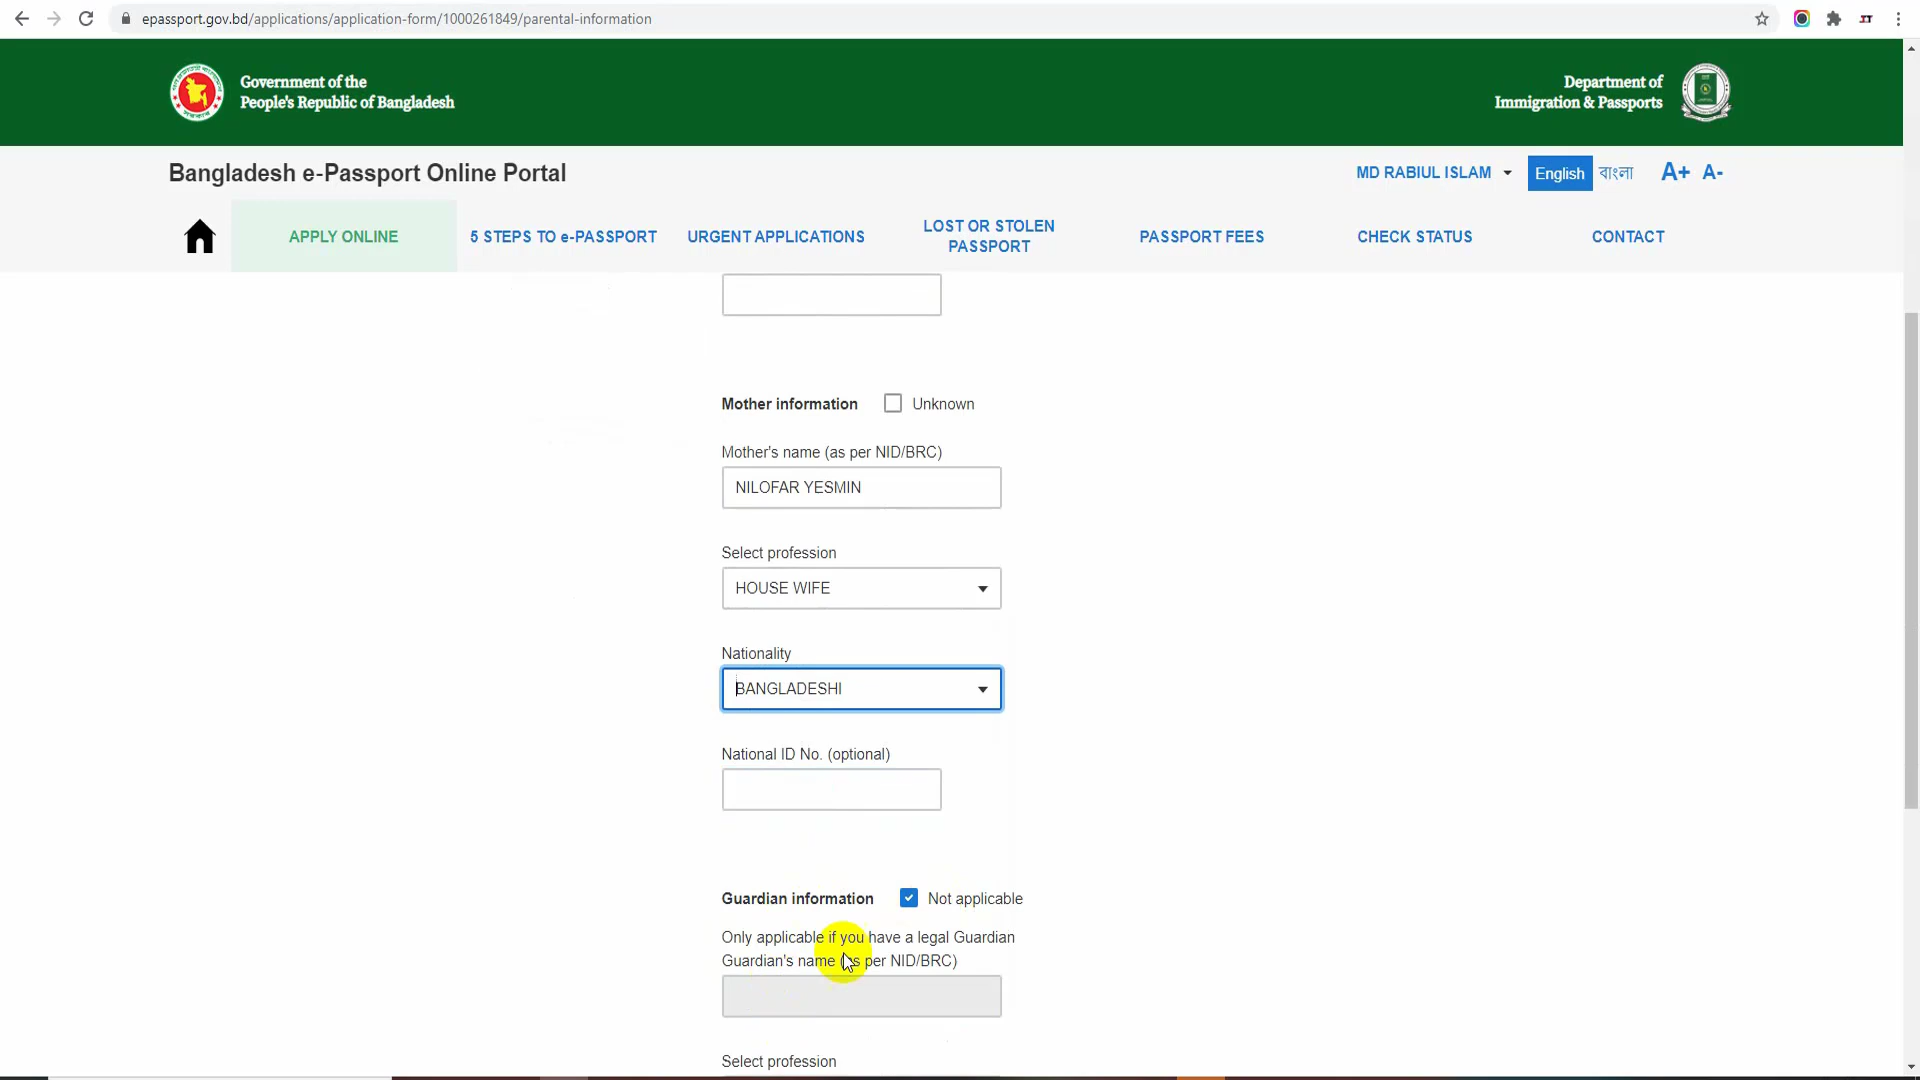 epassport.gov.bd/applications/application-form/1000261849/parental-information
Government of the
People's Republic of Bangladesh
Department of
Immigration & Passports
Bangladesh e-Passport Online Portal
MD RABIUL ISLAM
English
বাংলা
A+
A-
APPLY ONLINE
5 STEPS TO e-PASSPORT
URGENT APPLICATIONS
LOST OR STOLEN
PASSPORT
PASSPORT FEES
CHECK STATUS
CONTACT
Mother information
Unknown
Mother's name (as per NID/BRC)
NILOFAR YESMIN
Select profession
HOUSE WIFE
Nationality
BANGLADESHI
National ID No. (optional)
Guardian information
Not applicable
Only applicable if you have a legal Guardian
Guardian's name (as per NID/BRC)
Select profession